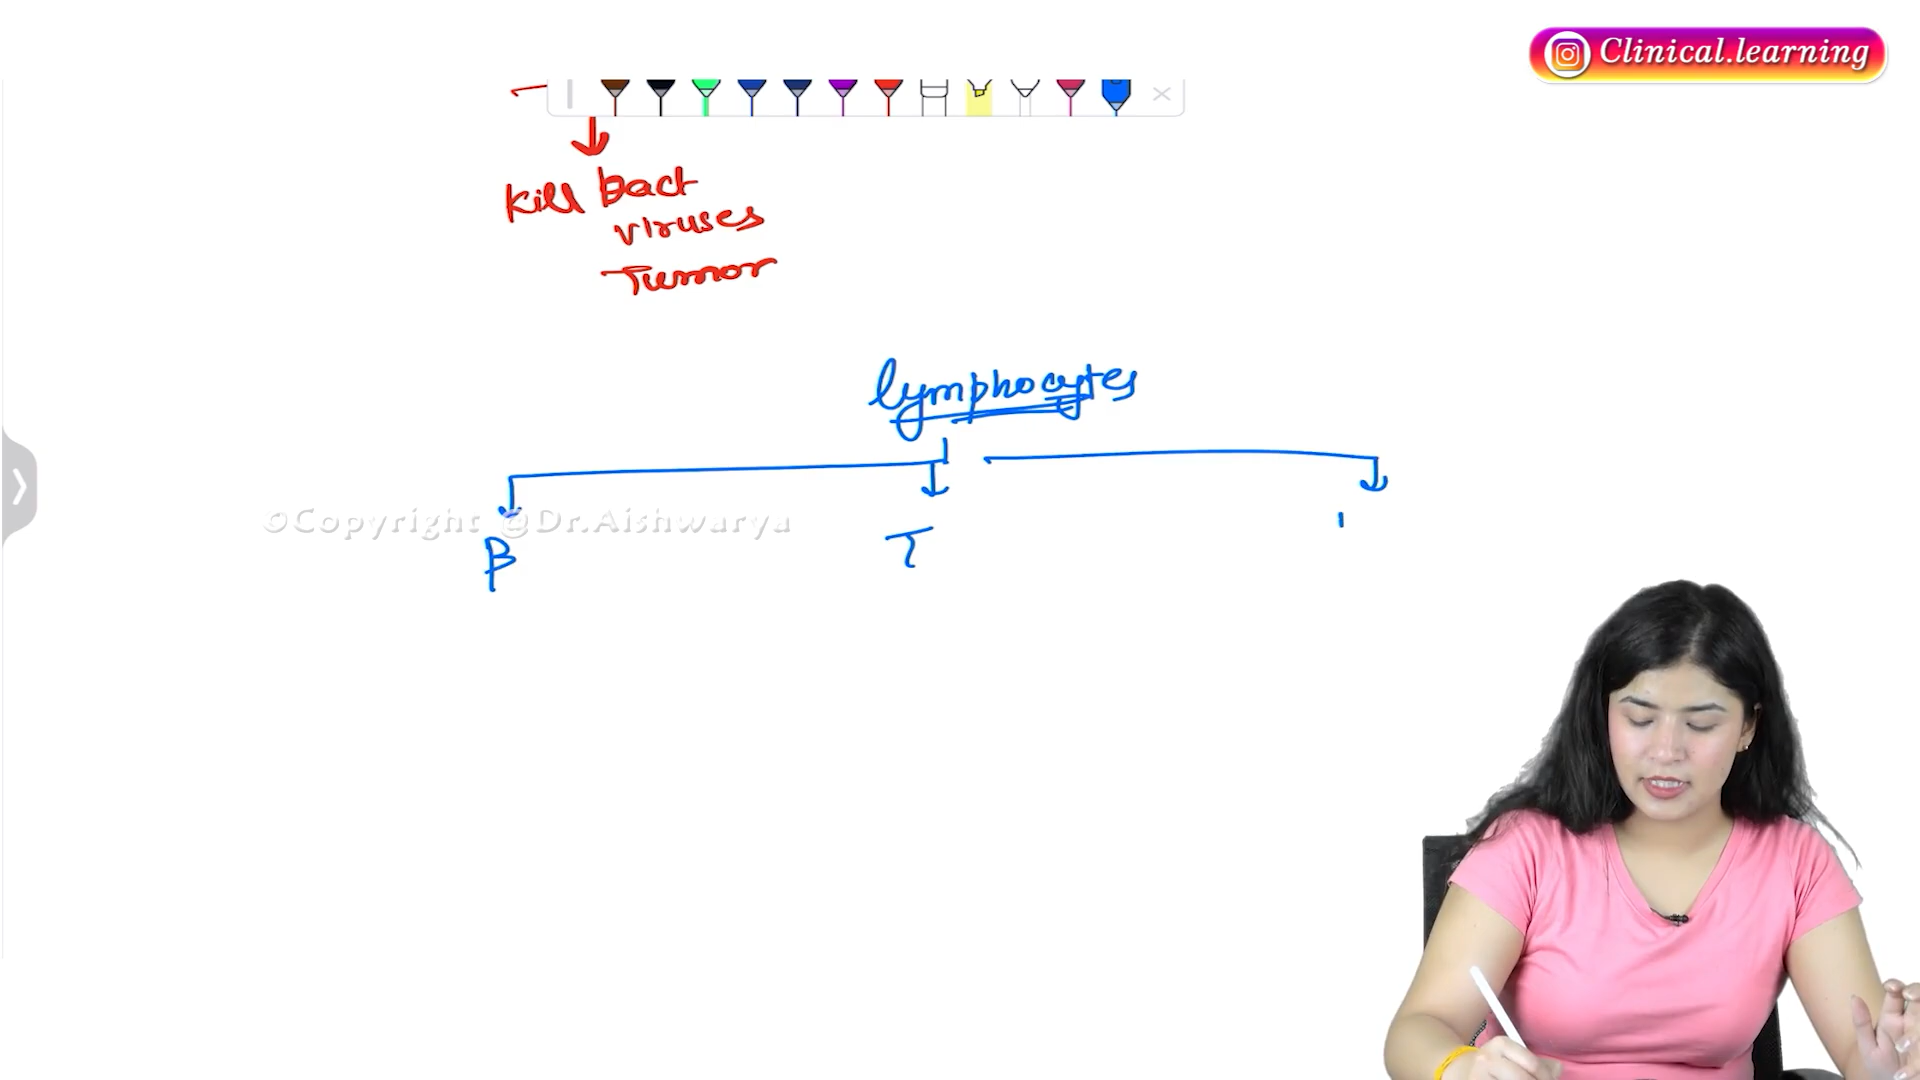 Clinical.learning
Kill bact
viruses
Tumor
lymphocytes
©Copyright @Dr.Aishwarya
B
T